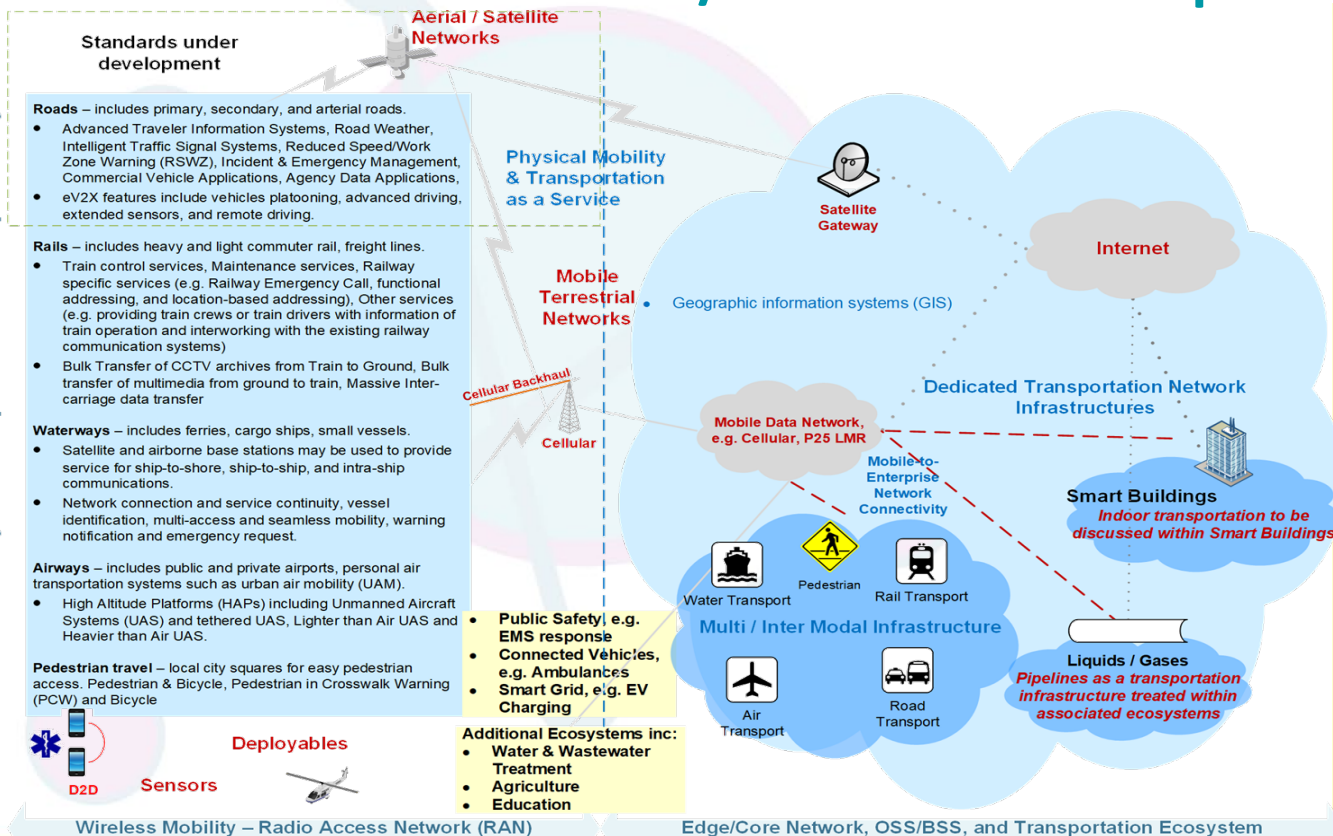 Aerial / Satellite
Networks
Standards under
development
Roads – includes primary, secondary, and arterial roads.
• Advanced Traveler Information Systems, Road Weather,
Intelligent Traffic Signal Systems, Reduced Speed/Work
Zone Warning (RSWZ), Incident & Emergency Management,
Commercial Vehicle Applications, Agency Data Applications,
• eV2X features include vehicles platooning, advanced driving,
extended sensors, and remote driving.
Rails – includes heavy and light commuter rail, freight lines.
• Train control services, Maintenance services, Railway
specific services (e.g. Railway Emergency Call, functional
addressing, and location-based addressing), Other services
(e.g. providing train crews or train drivers with information of
train operation and interworking with the existing railway
communication systems)
• Bulk Transfer of CCTV archives from Train to Ground, Bulk
transfer of multimedia from ground to train, Massive Inter-
carriage data transfer
Waterways – includes ferries, cargo ships, small vessels.
• Satellite and airborne base stations may be used to provide
service for ship-to-shore, ship-to-ship, and intra-ship
communications.
• Network connection and service continuity, vessel
identification, multi-access and seamless mobility, warning
notification and emergency request.
Airways – includes public and private airports, personal air
transportation systems such as urban air mobility (UAM).
• High Altitude Platforms (HAPs) including Unmanned Aircraft
Systems (UAS) and tethered UAS, Lighter than Air UAS and
Heavier than Air UAS.
Pedestrian travel – local city squares for easy pedestrian
access. Pedestrian & Bicycle, Pedestrian in Crosswalk Warning
(PCW) and Bicycle
D2D
Deployables
Sensors
Physical Mobility
& Transportation
as a Service
Mobile
Terrestrial
Networks
Cellular Backhaul
Cellular
• Public Safety, e.g.
EMS response
• Connected Vehicles,
e.g. Ambulances
• Smart Grid, e.g. EV
Charging
Additional Ecosystems inc:
• Water & Wastewater
Treatment
• Agriculture
• Education
Satellite
Gateway
Internet
• Geographic information systems (GIS)
Dedicated Transportation Network
Infrastructures
Mobile Data Network,
e.g. Cellular, P25 LMR
Mobile-to-
Enterprise
Network
Connectivity
Smart Buildings
Indoor transportation to be
discussed within Smart Buildings
Water Transport
Pedestrian
Rail Transport
Multi / Inter Modal Infrastructure
Air
Transport
Road
Transport
Liquids / Gases
Pipelines as a transportation
infrastructure treated within
associated ecosystems
Wireless Mobility – Radio Access Network (RAN)
Edge/Core Network, OSS/BSS, and Transportation Ecosystem